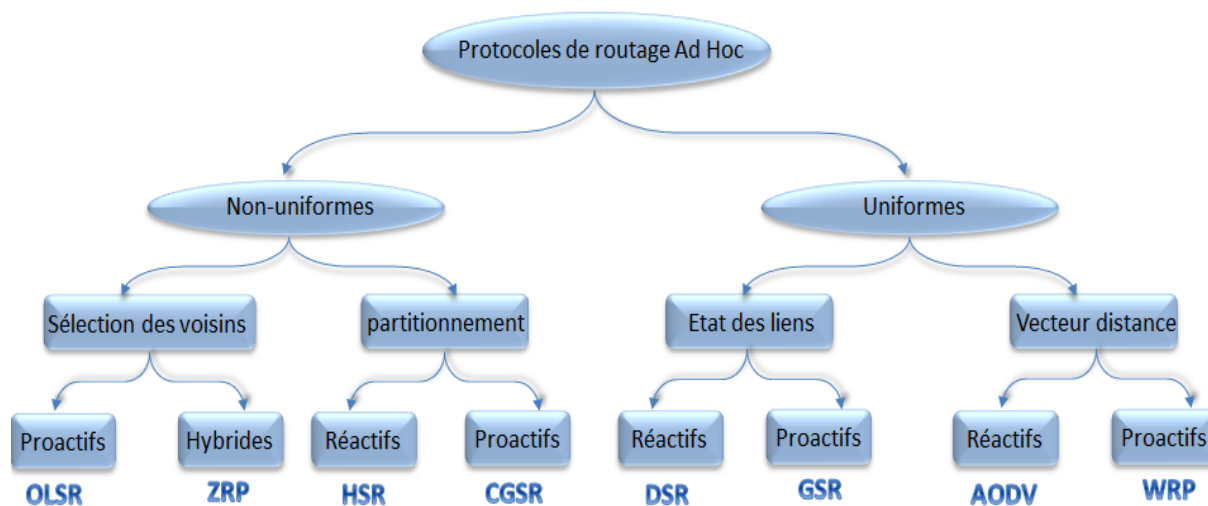 Protocoles de routage Ad Hoc
Non-uniformes
Uniformes
Sélection des voisins
partitionnement
Etat des liens
Vecteur distance
Proactifs
Hybrides
Réactifs
Proactifs
Réactifs
Proactifs
Réactifs
Proactifs
OLSR
ZRP
HSR
CGSR
DSR
GSR
AODV
WRP